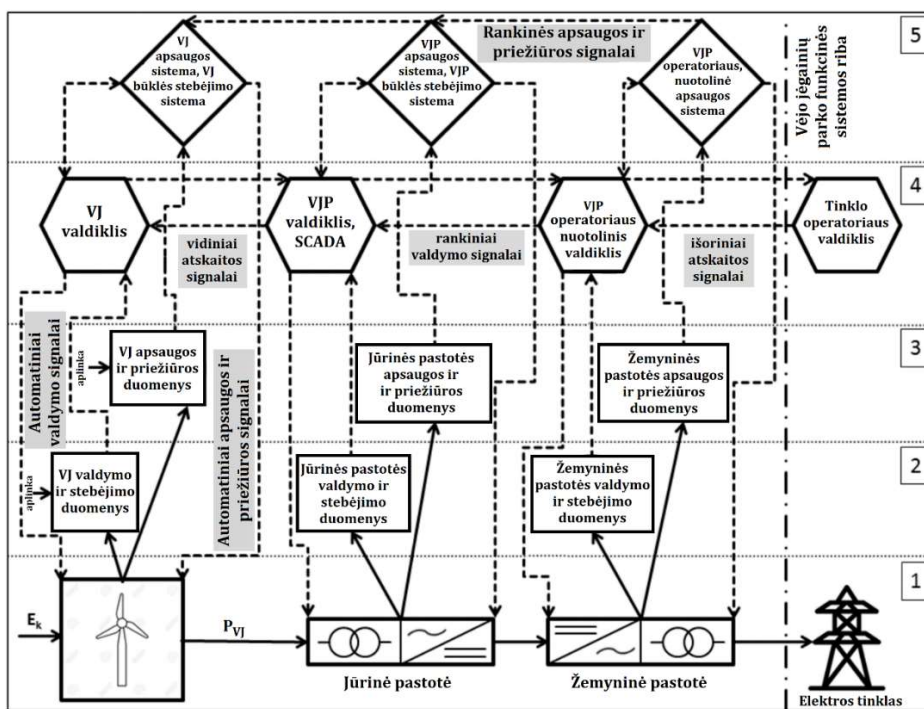 VJ
apsaugos
sistema, VJ
būklės stebėjimo
sistema
VJP
apsaugos
sistema, VJP
būklės stebėjimo
sistema
Rankinės apsaugos ir
priežiūros signalai
VJP
operatoriaus,
nuotolinė
apsaugos
sistema
Vėjo jėgainių
parko funkcinės
sistemos riba
5
VJ
valdiklis
VJP
valdiklis,
SCADA
VJP
operatoriaus
nuotolinis
valdiklis
Tinklo
operatoriaus
valdiklis
4
vidiniai
atskaitos
signalai
rankiniai
valdymo signalai
išoriniai
atskaitos
signalai
Automatiniai
valdymo signalai
aplinka
VJ apsaugos
ir priežiūros
duomenys
Automatiniai apsaugos ir
priežiūros signalai
Jūrinės pastotės
apsaugos ir
ir priežiūros
duomenys
Žemyninės
pastotės apsaugos
ir priežiūros
duomenys
3
aplinka
VJ valdymo
ir stebėjimo
duomenys
Jūrinės pastotės
valdymo ir
stebėjimo
duomenys
Žemyninės
pastotės valdymo
ir stebėjimo
duomenys
2
1
Ek
PVJ
Jūrinė pastotė
Žemyninė pastotė
Elektros tinklas